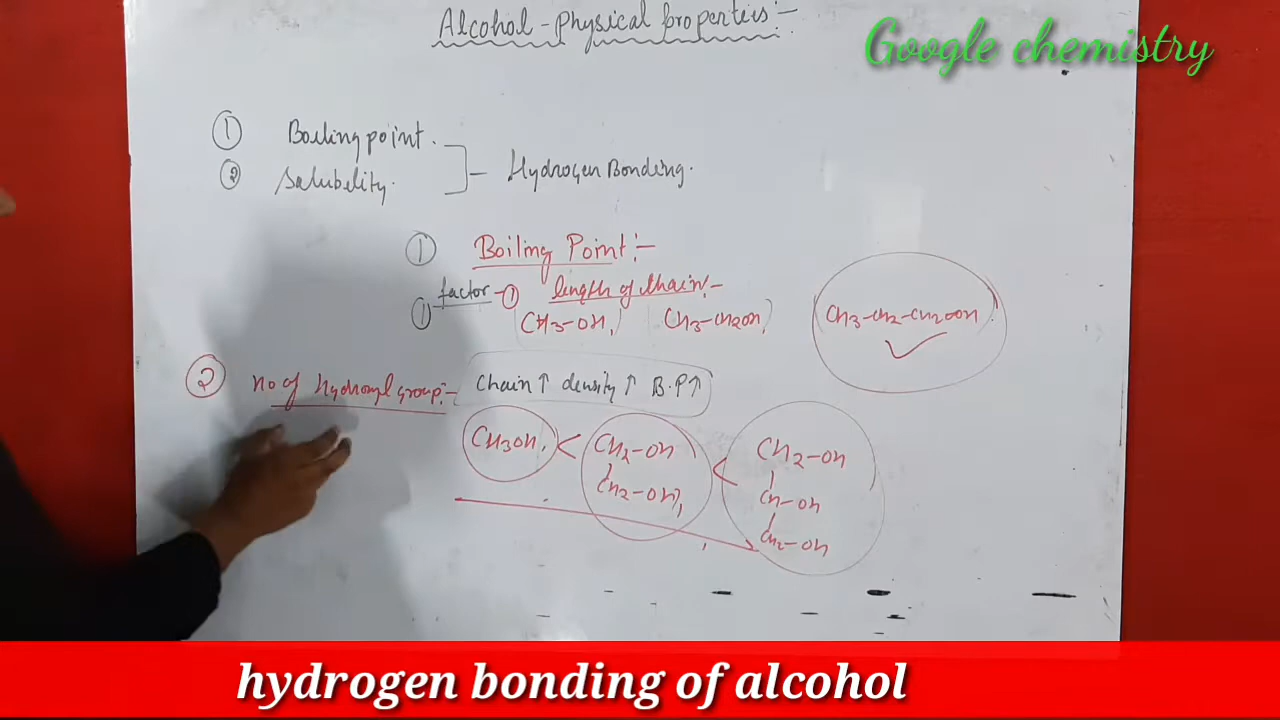 Alcohol - physical properties :-
Google chemistry
① Boiling point.
② Solubelity. - Hydrogen Bonding.
① Boiling Point :-
① factor - ① length of chain :-
CH3-OH, CH3-CH2OH, CH3-CH2-CH2OOH
② no of hydroxyl group :- Chain ↑ density ↑ B.P ↑
CH3OH, < CH2-OH < CH2-OH
CH2-OH, CH-OH
CH2-OH
hydrogen bonding of alcohol